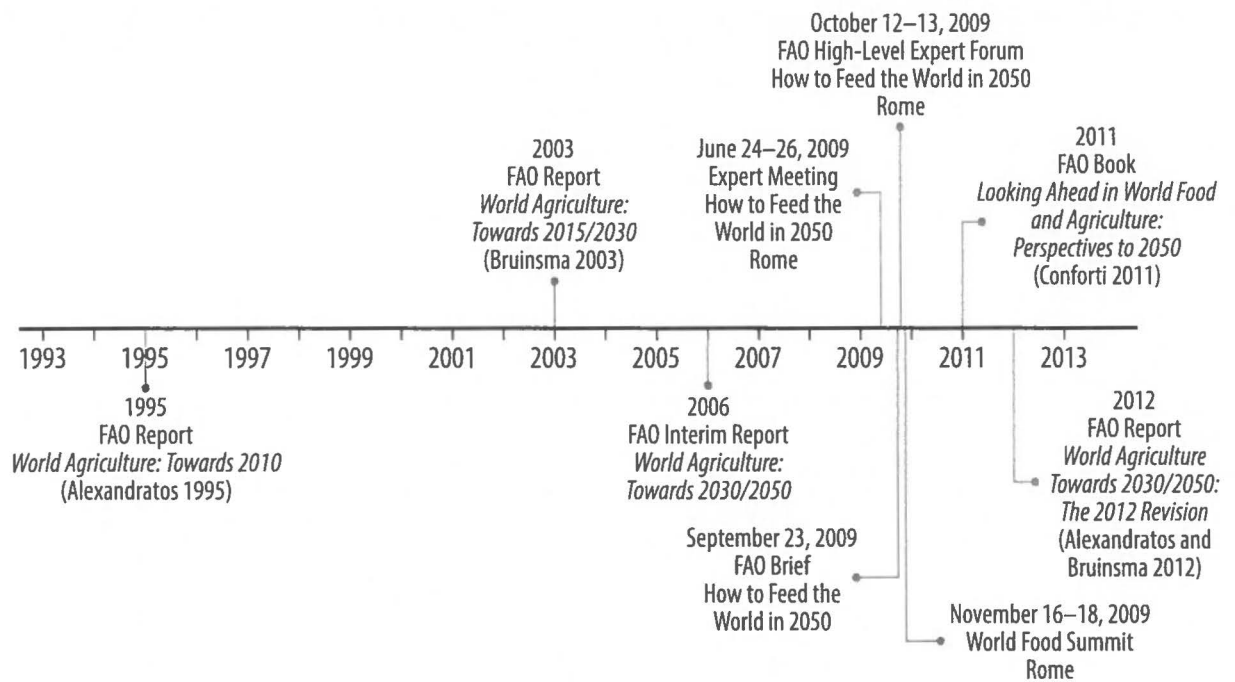 October 12–13, 2009
FAO High-Level Expert Forum
How to Feed the World in 2050
Rome
2003
FAO Report
World Agriculture:
Towards 2015/2030
(Bruinsma 2003)
June 24–26, 2009
Expert Meeting
How to Feed the
World in 2050
Rome
2011
FAO Book
Looking Ahead in World Food
and Agriculture:
Perspectives to 2050
(Conforti 2011)
1993 1995 1997 1999 2001 2003 2005 2007 2009 2011 2013
1995
FAO Report
World Agriculture: Towards 2010
(Alexandratos 1995)
2006
FAO Interim Report
World Agriculture:
Towards 2030/2050
2012
FAO Report
World Agriculture
Towards 2030/2050:
The 2012 Revision
(Alexandratos and
Bruinsma 2012)
September 23, 2009
FAO Brief
How to Feed the
World in 2050
November 16–18, 2009
World Food Summit
Rome